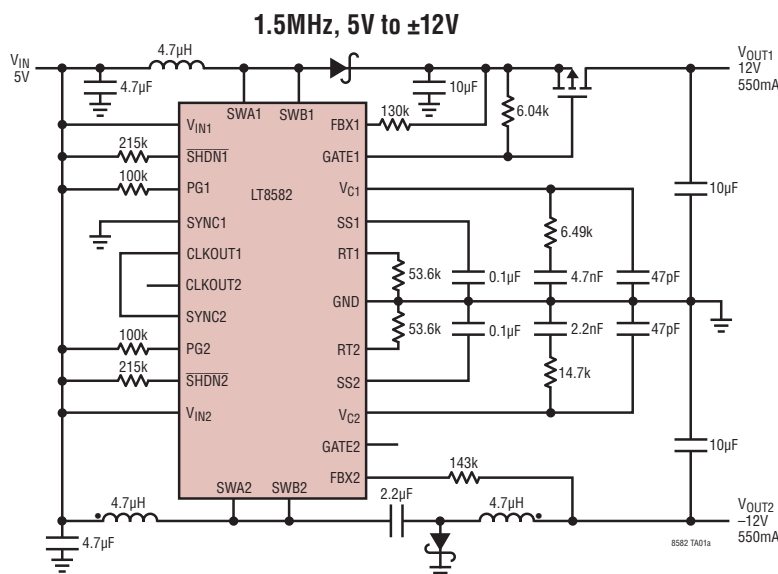 1.5MHz, 5V to ±12V
VIN
5V
4.7µH
4.7µF
10µF
VOUT1
12V
550mA
SWA1 SWB1
130k
6.04k
VIN1
FBX1
215k
SHDN1
GATE1
100k
PG1
LT8582
VC1
10µF
SYNC1
SS1
6.49k
CLKOUT1
RT1
53.6k
0.1µF
4.7nF
47pF
CLKOUT2
GND
SYNC2
RT2
53.6k
0.1µF
2.2nF
47pF
100k
PG2
SS2
14.7k
215k
SHDN2
VC2
VIN2
GATE2
10µF
FBX2
143k
SWA2 SWB2
4.7µH
2.2µF
4.7µH
4.7µF
VOUT2
–12V
550mA
8582 TA01a